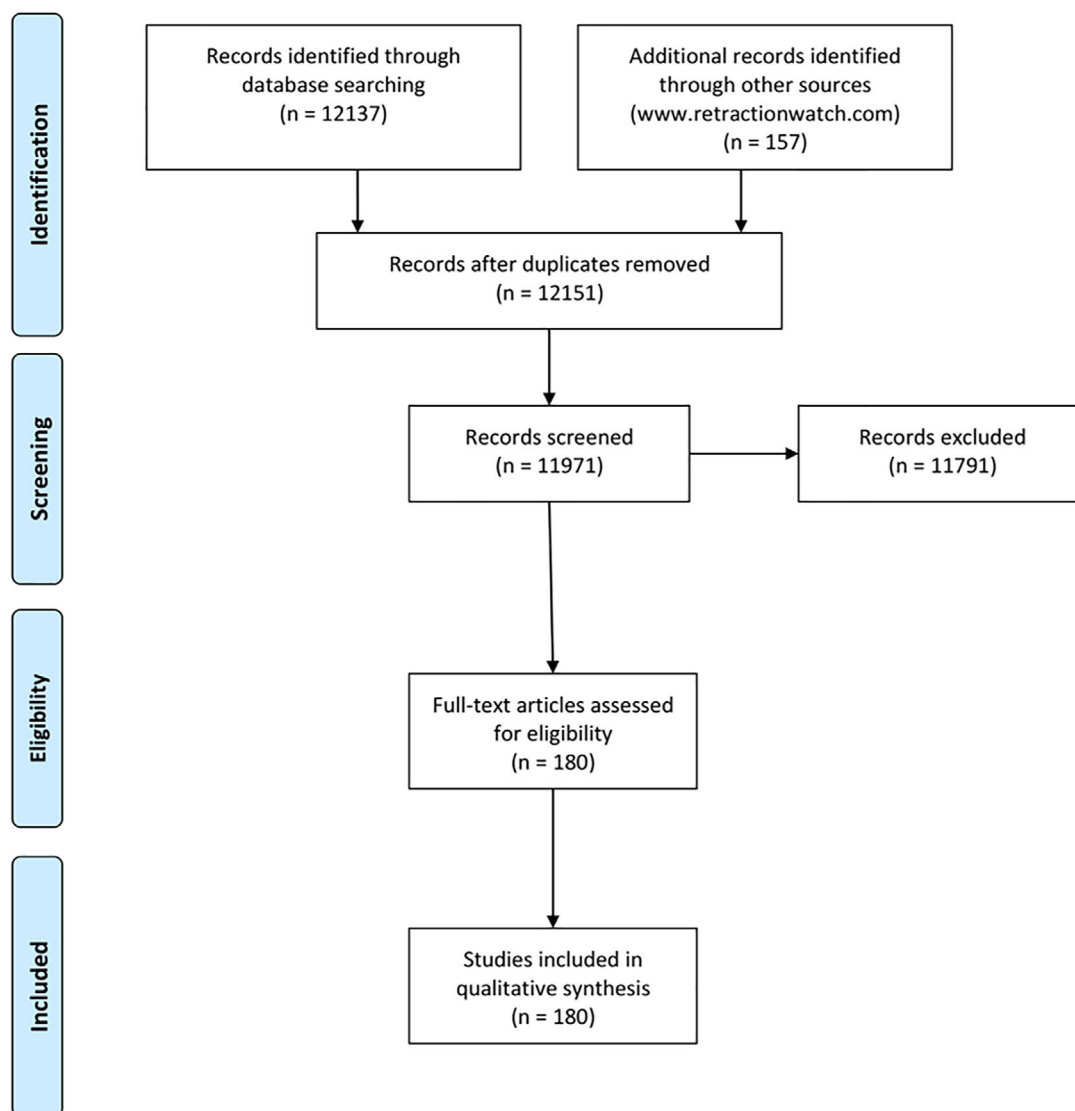 Identification
Records identified through
database searching
(n = 12137)
Additional records identified
through other sources
(www.retractionwatch.com)
(n = 157)
Records after duplicates removed
(n = 12151)
Screening
Records screened
(n = 11971)
Records excluded
(n = 11791)
Eligibility
Full-text articles assessed
for eligibility
(n = 180)
Included
Studies included in
qualitative synthesis
(n = 180)